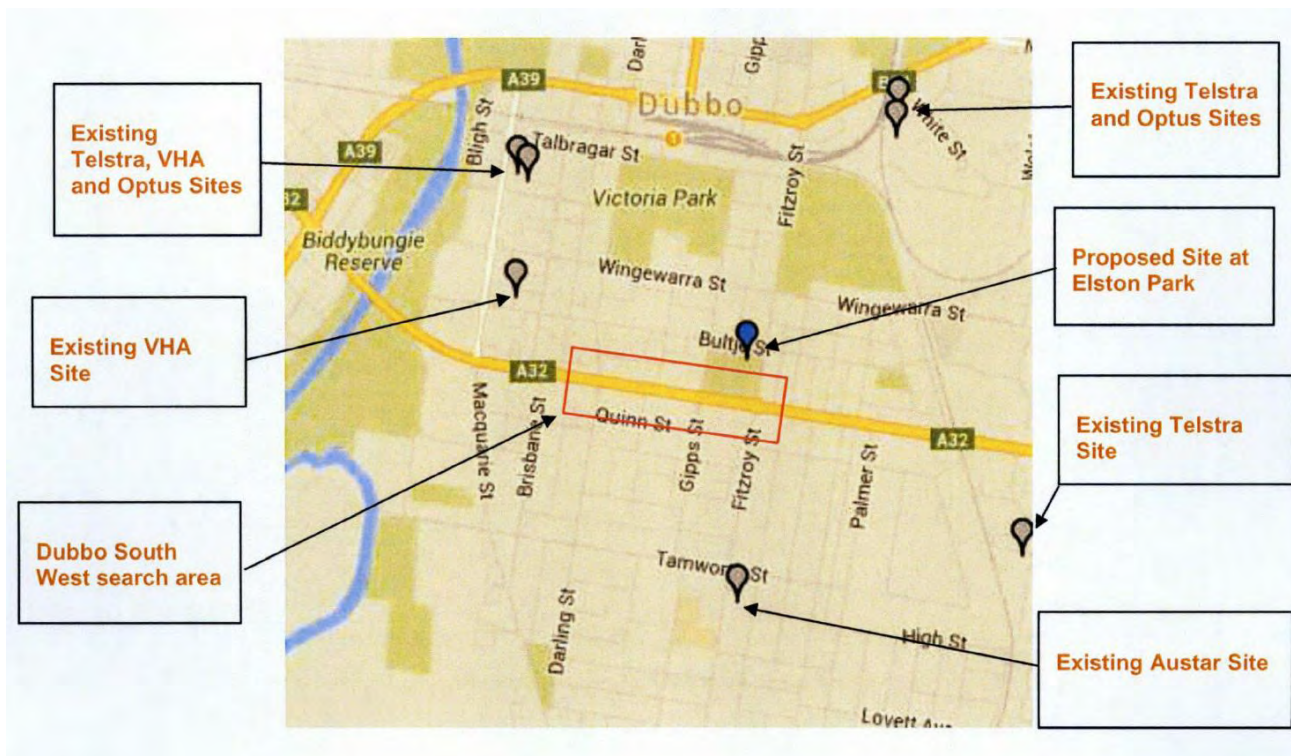 Existing
Telstra, VHA
and Optus Sites
Existing VHA
Site
Dubbo South
West search area
Existing Telstra
and Optus Sites
Proposed Site at
Elston Park
Existing Telstra
Site
Existing Austar Site
A39
Dubbo
Bligh St
Talbragar St
White St
A39
Victoria Park
Fitzroy St
A32
Biddybungie
Reserve
Wingewarra St
Wingewarra St
Bultje St
A32
Macquarie St
Brisbane St
Quinn St
Gipps St
Fitzroy St
Palmer St
A32
Tamworth St
Darling St
High St